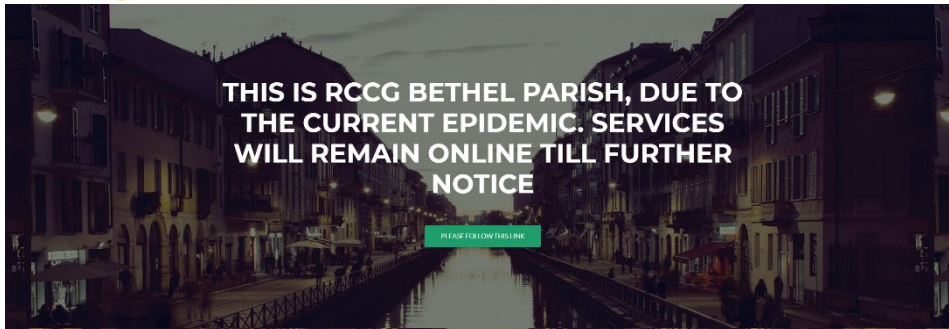 THIS IS RCCG BETHEL PARISH, DUE TO
THE CURRENT EPIDEMIC. SERVICES
WILL REMAIN ONLINE TILL FURTHER
NOTICE
PLEASE FOLLOW THIS LINK